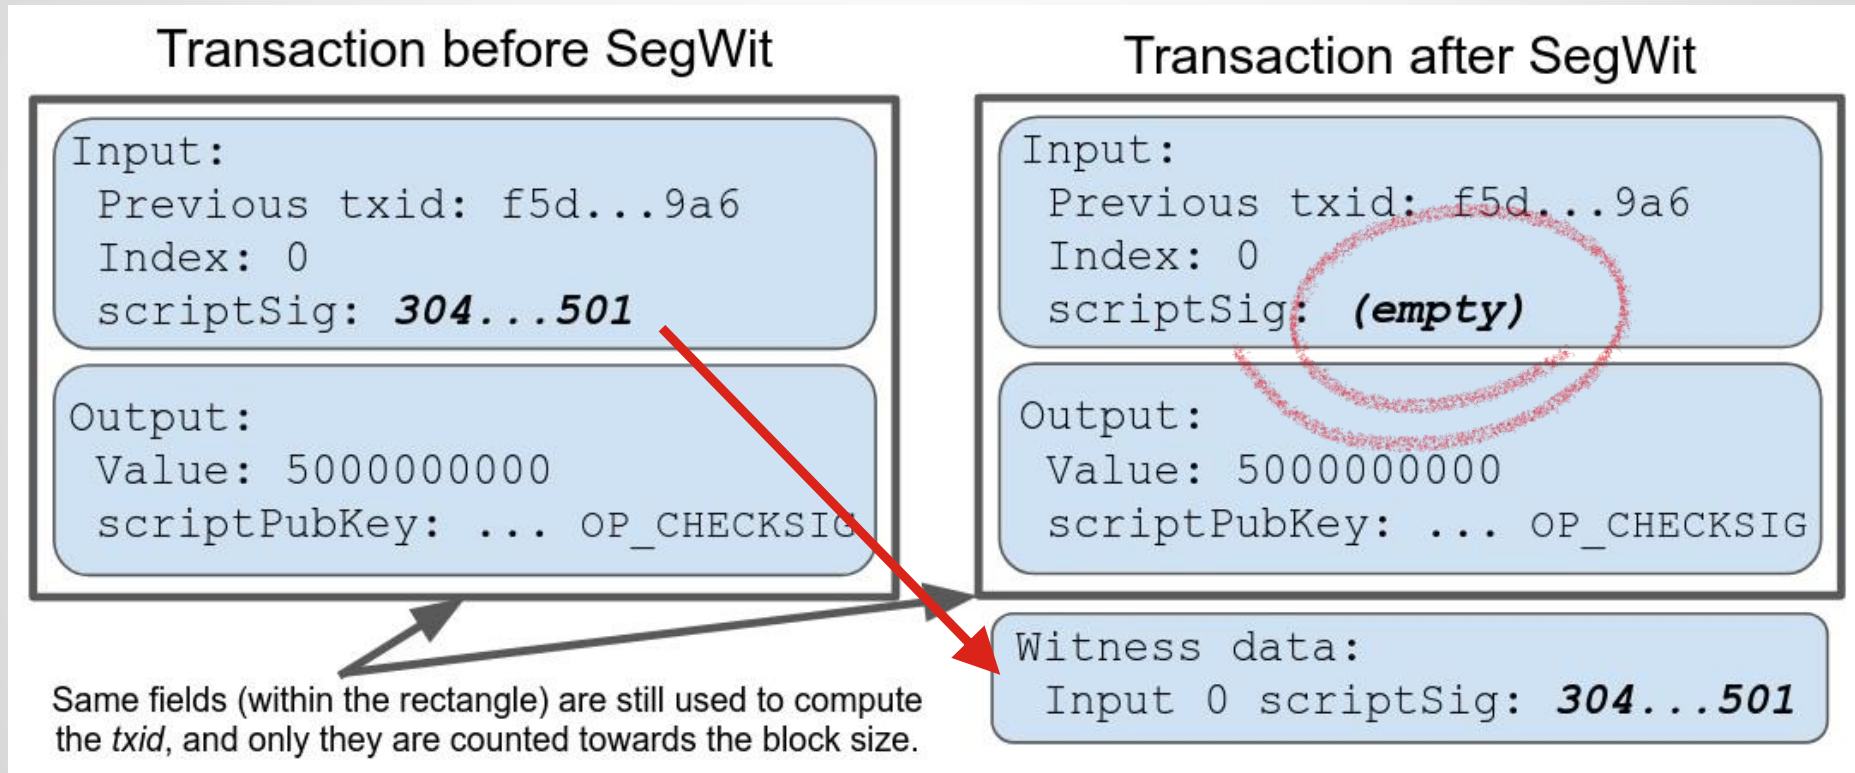 Transaction before SegWit
Input:
Previous txid: f5d...9a6
Index: 0
scriptSig: 304...501
Output:
Value: 5000000000
scriptPubKey: ... OP_CHECKSIG
Same fields (within the rectangle) are still used to compute
the txid, and only they are counted towards the block size.
Transaction after SegWit
Input:
Previous txid: f5d...9a6
Index: 0
scriptSig: (empty)
Output:
Value: 5000000000
scriptPubKey: ... OP_CHECKSIG
Witness data:
Input 0 scriptSig: 304...501